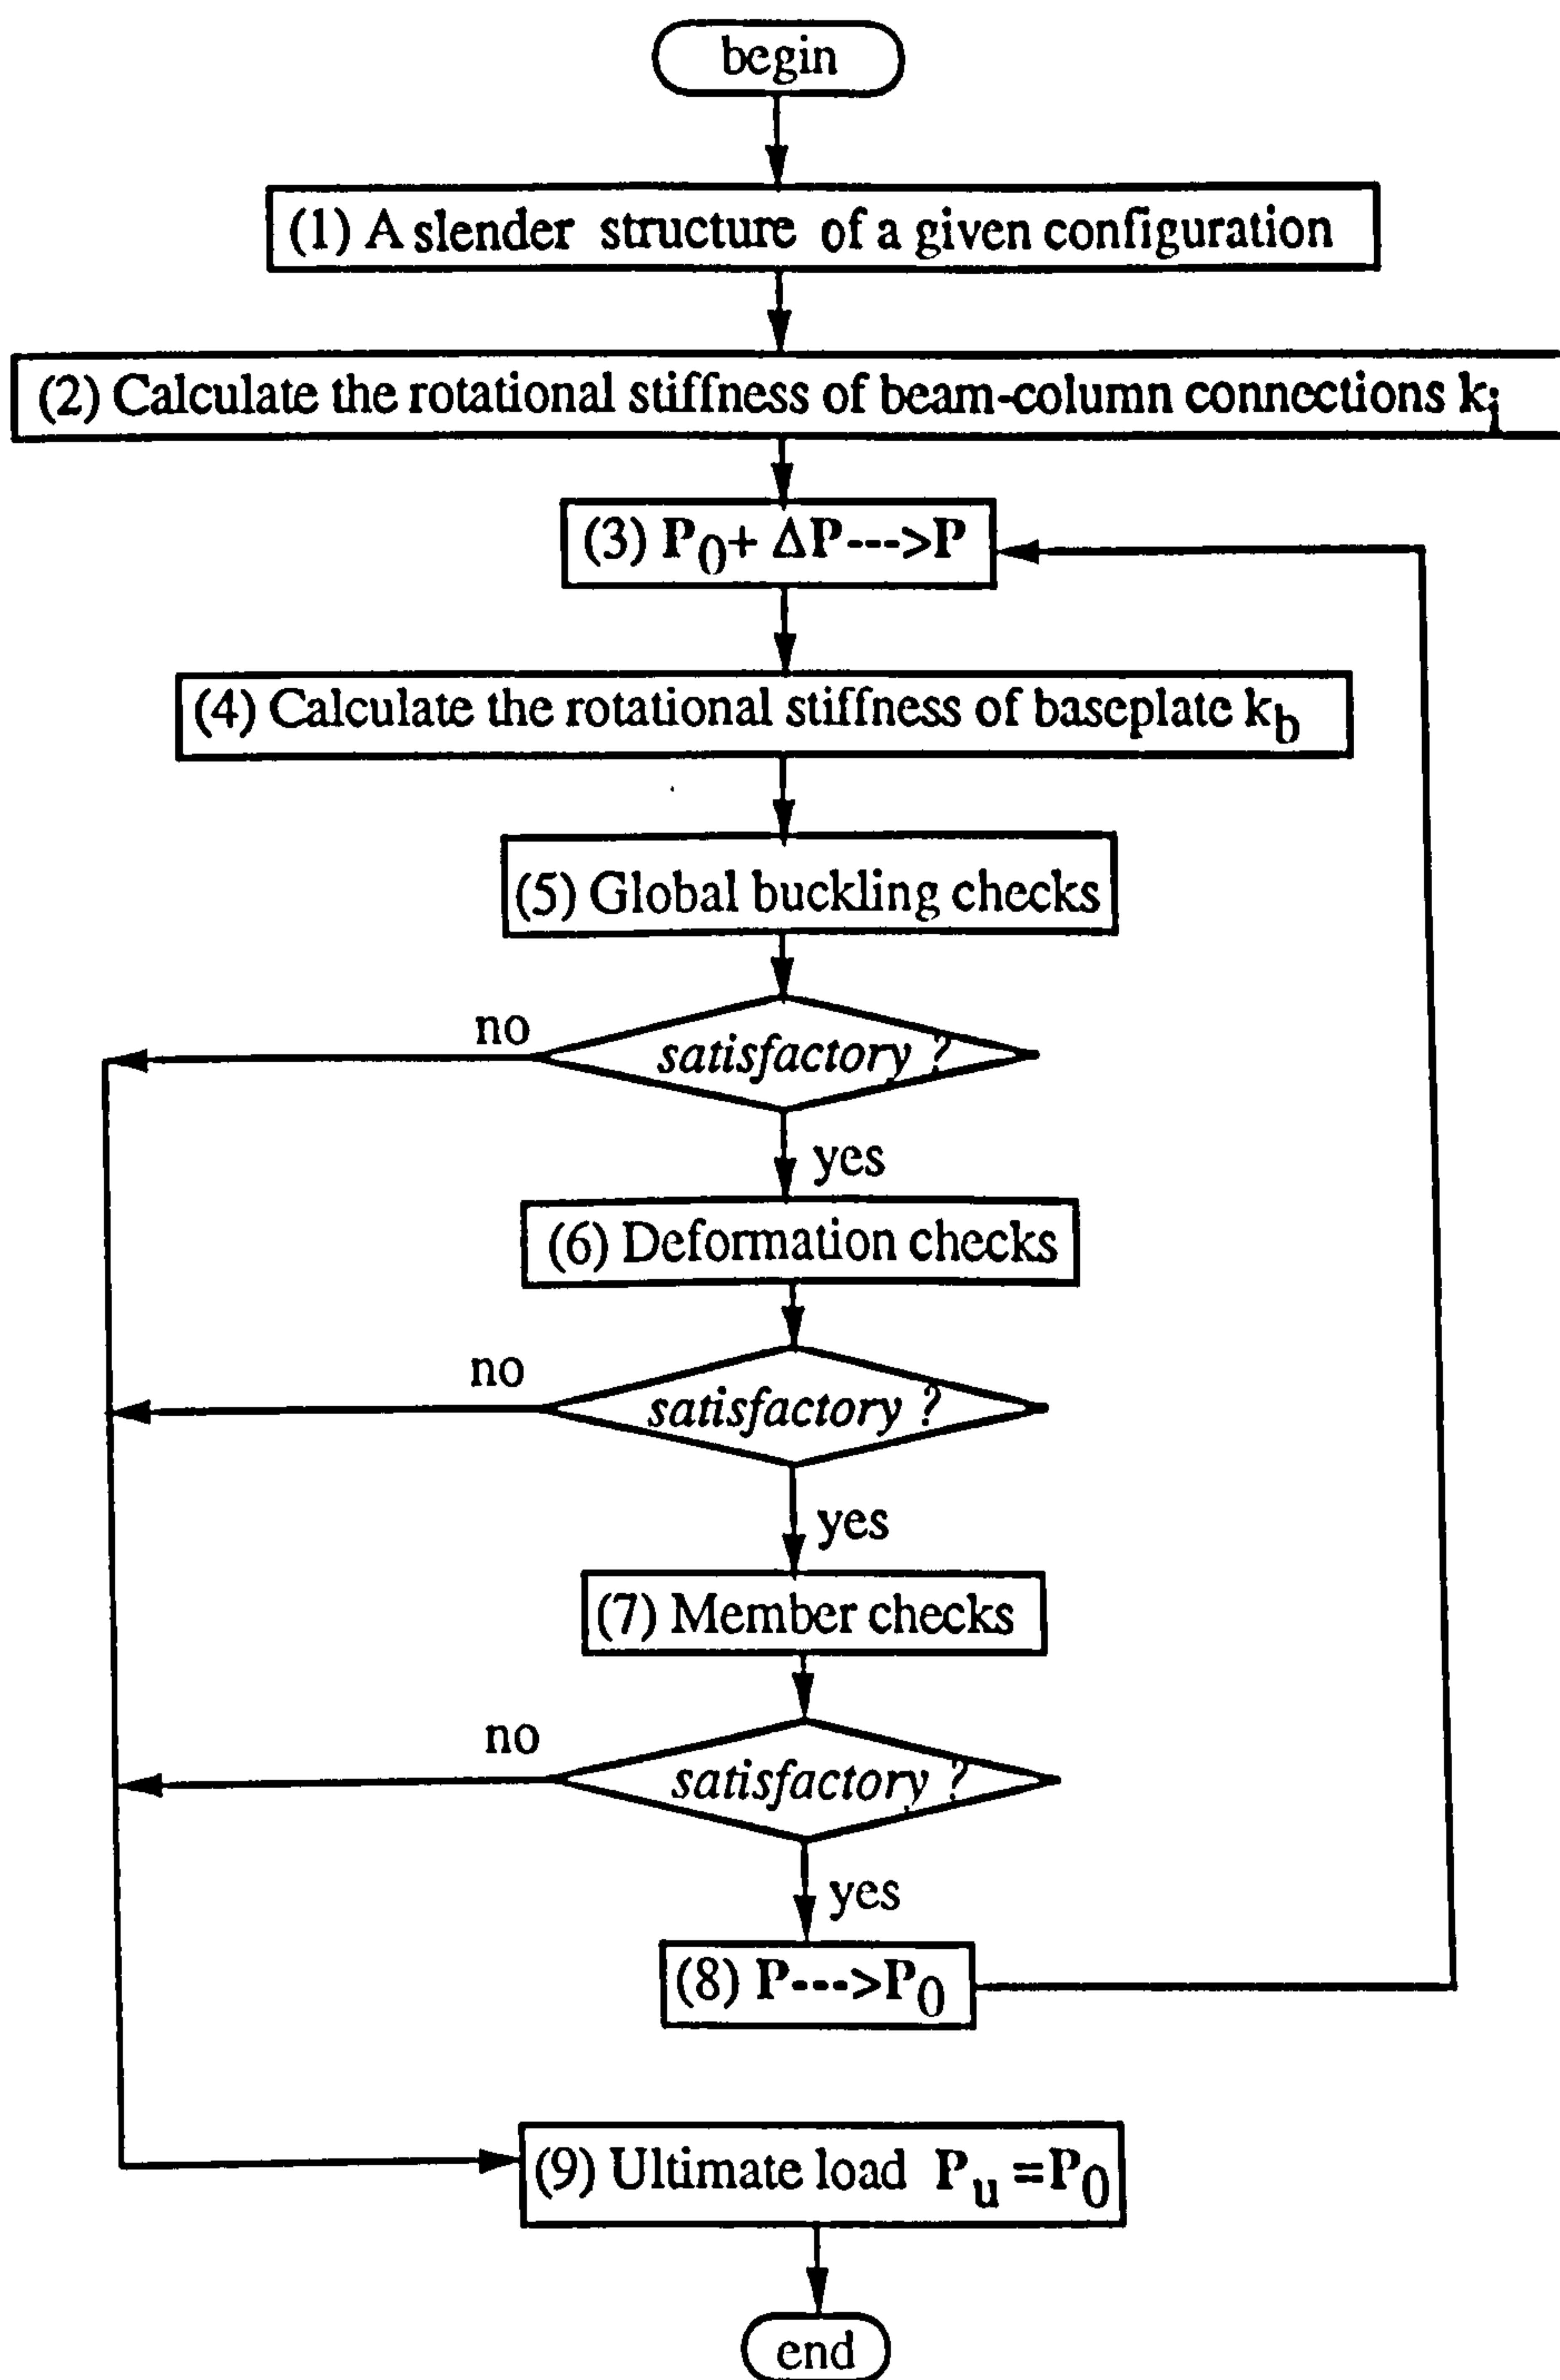 begin
(1) A slender structure of a given configuration
(2) Calculate the rotational stiffness of beam-column connections kj
(3) P0+ ΔP--->P
(4) Calculate the rotational stiffness of baseplate kb
(5) Global buckling checks
no
satisfactory ?
yes
(6) Deformation checks
no
satisfactory ?
yes
(7) Member checks
no
satisfactory ?
yes
(8) P--->P0
(9) Ultimate load Pu =P0
end